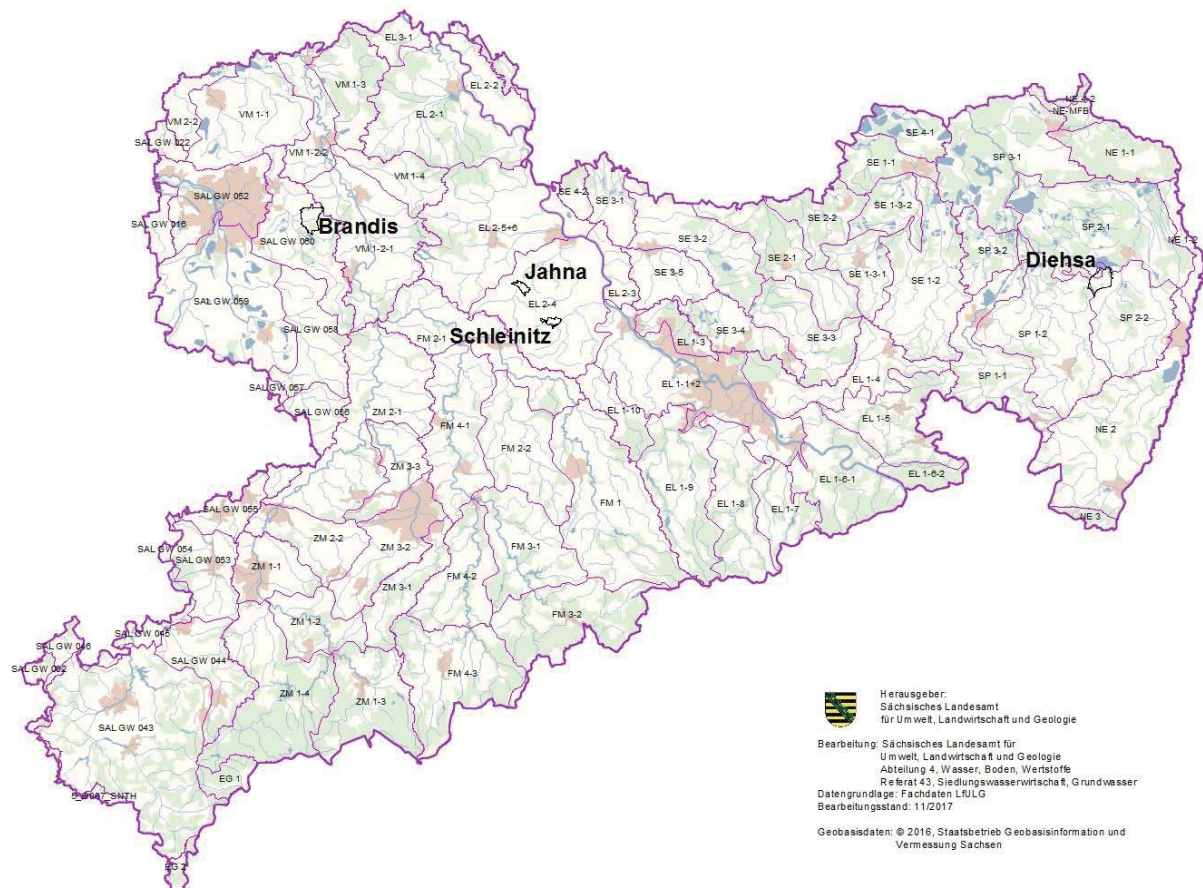 EL 3-1
VM 1-3
EL 2-2
VM 2-2
VM 1-1
EL 2-1
NE 4-2
NE-MFB
SAL GW 022
VM 1-2-2
SE 4-1
SP 3-1
NE 1-1
SE 1-1
VM 1-4
SAL GW 052
SE 4-2
SE 3-1
SE 1-3-2
SE 2-2
SAL GW 016
Brandis
EL 2-5+6
SP 2-1
SAL GW 060
SE 3-2
NE 1-2
VM 1-2-1
SP 3-2
Diehsa
SE 2-1
SE 1-3-1
Jahna
SE 3-5
SE 1-2
EL 2-3
SAL GW 059
EL 2-4
SP 2-2
SAL GW 058
Schleinitz
FM 2-1
SE 3-4
SE 3-3
SP 1-2
EL 1-3
SP 1-1
EL 1-4
SAL GW 057
EL 1-1+2
SAL GW 056
ZM 2-1
EL 1-10
EL 1-5
FM 4-1
NE 2
FM 2-2
ZM 3-3
EL 1-6-2
EL 1-6-1
EL 1-9
FM 1
EL 1-8
EL 1-7
SAL GW 055
NE 3
ZM 2-2
SAL GW 054
ZM 3-2
FM 3-1
SAL GW 053
ZM 1-1
FM 4-2
ZM 3-1
FM 3-2
ZM 1-2
SAL GW 045
SAL GW 046
SAL GW 044
SAL GW 002
FM 4-3
ZM 1-4
ZM 1-3
SAL GW 043
EG 1
EG 2
Herausgeber:
Sächsisches Landesamt
für Umwelt, Landwirtschaft und Geologie
Bearbeitung: Sächsisches Landesamt für
Umwelt, Landwirtschaft und Geologie
Abteilung 4, Wasser, Boden, Wertstoffe
Referat 43, Siedlungswasserwirtschaft, Grundwasser
Datengrundlage: Fachdaten LfULG
Bearbeitungsstand: 11/2017
Geobasisdaten: © 2016, Staatsbetrieb Geobasisinformation und
Vermessung Sachsen